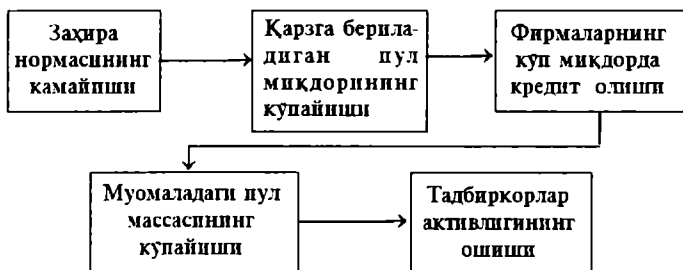 Заҳира
нормасининг
камайиши
Қарзга берила-
диган пул
миқдорининг
кўпайиши
Фирмаларнинг
кўп миқдорда
кредит олиши
Муомаладаги пул
массасининг
кўпайиши
Тадбиркорлар
активлигининг
ошиши